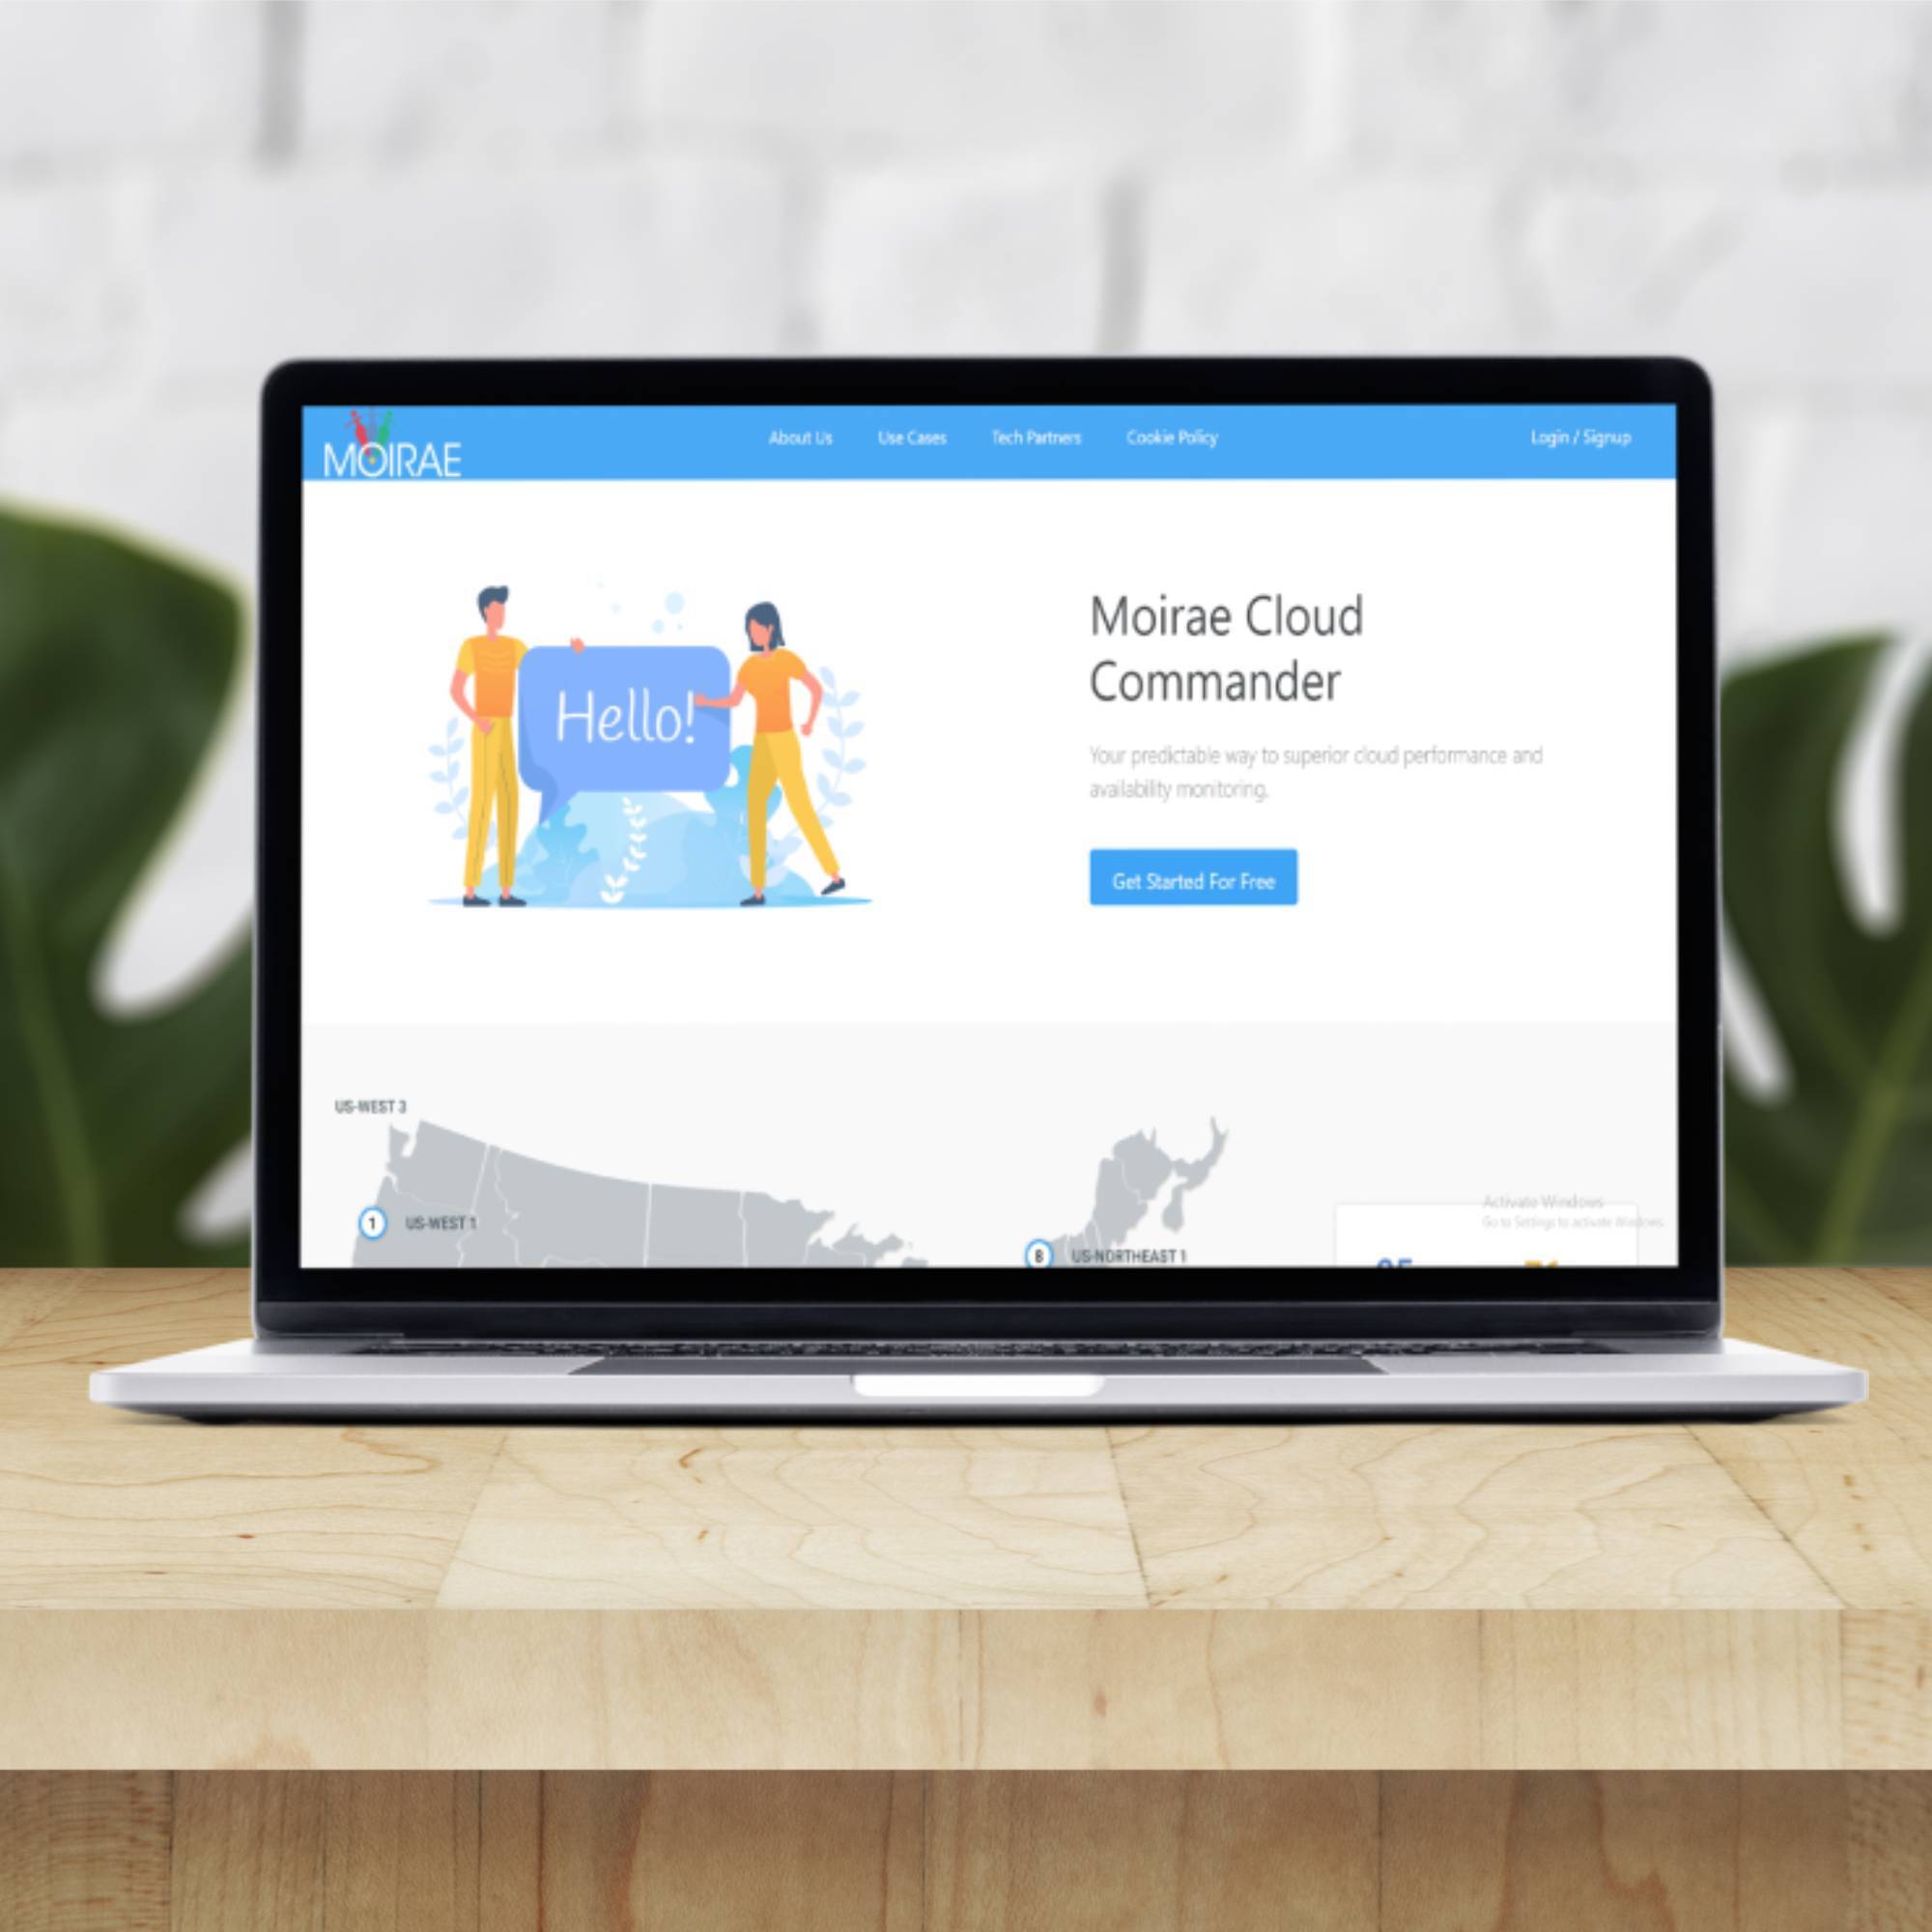 MOIRAE
About Us
Use Cases
Tech Partners
Cookie Policy
Login / Signup
Hello!
Moirae Cloud
Commander
Your predictable way to superior cloud performance and
availability monitoring.
Get Started For Free
US-WEST 3
1
US-WEST 1
8
US-NORTHEAST 1
Activate Windows
Go to Settings to activate Windows.